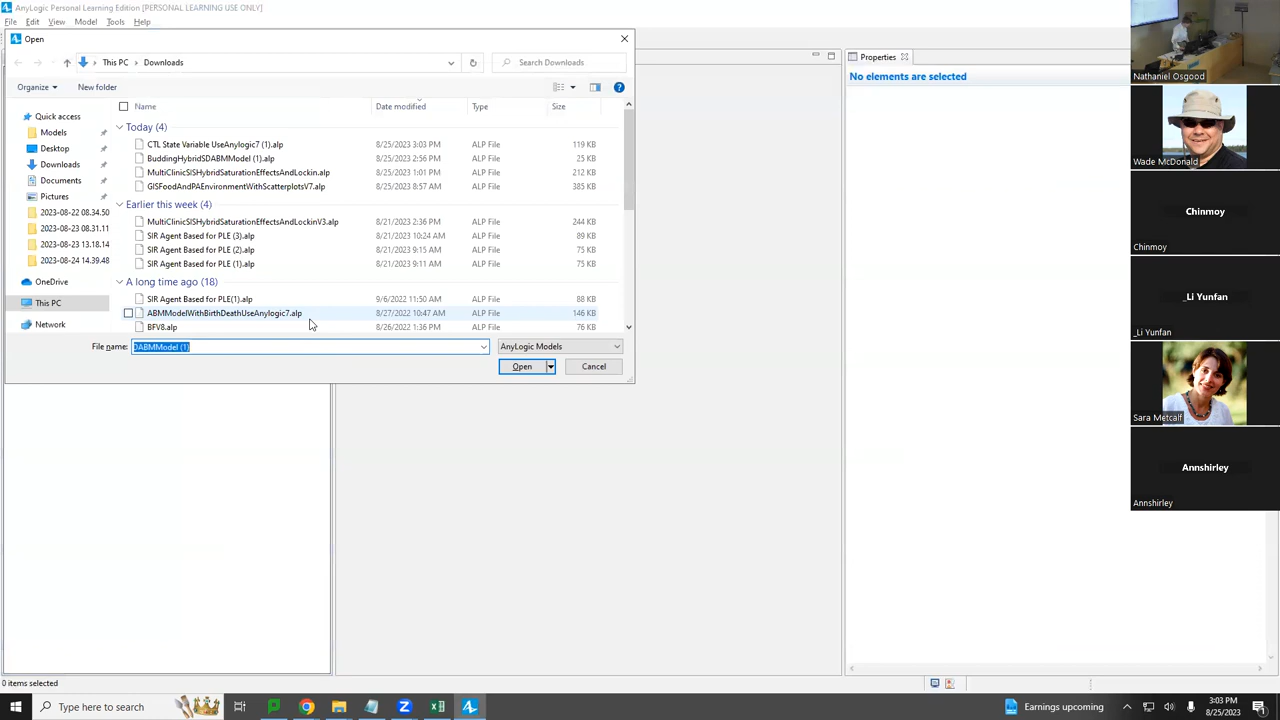 AnyLogic Personal Learning Edition [PERSONAL LEARNING USE ONLY]
File Edit View Model Tools Help
Open
This PC > Downloads
Search Downloads
Organize
New folder
Name Date modified Type Size
Quick access
Models
Desktop
Downloads
Documents
Pictures
2023-08-22 08.34.50
2023-08-23 08.31.11
2023-08-23 13.18.14
2023-08-24 14.39.48
OneDrive
This PC
Network
Today (4)
CTL State Variable UseAnylogic7 (1).alp 8/25/2023 3:03 PM ALP File 119 KB
BuddingHybridSDABMModel (1).alp 8/25/2023 2:56 PM ALP File 25 KB
MultiClinicSISHybridSaturationEffectsAndLockin.alp 8/25/2023 1:01 PM ALP File 212 KB
GISFoodAndPAEnvironmentWithScatterplotsV7.alp 8/25/2023 8:57 AM ALP File 385 KB
Earlier this week (4)
MultiClinicSISHybridSaturationEffectsAndLockinV3.alp 8/21/2023 2:36 PM ALP File 244 KB
SIR Agent Based for PLE (3).alp 8/21/2023 10:24 AM ALP File 89 KB
SIR Agent Based for PLE (2).alp 8/21/2023 9:15 AM ALP File 75 KB
SIR Agent Based for PLE (1).alp 8/21/2023 9:11 AM ALP File 75 KB
A long time ago (18)
SIR Agent Based for PLE(1).alp 9/6/2022 11:50 AM ALP File 88 KB
ABMModelWithBirthDeathUseAnylogic7.alp 8/27/2022 10:47 AM ALP File 146 KB
BFV8.alp 8/26/2022 1:36 PM ALP File 76 KB
File name: DABMModel (1)
AnyLogic Models
Open
Cancel
Properties
No elements are selected
Nathaniel Osgood
Wade McDonald
Chinmoy
Chinmoy
_Li Yunfan
_Li Yunfan
Sara Metcalf
Annshirley
Annshirley
0 items selected
Type here to search
Earnings upcoming
3:03 PM
8/25/2023
1